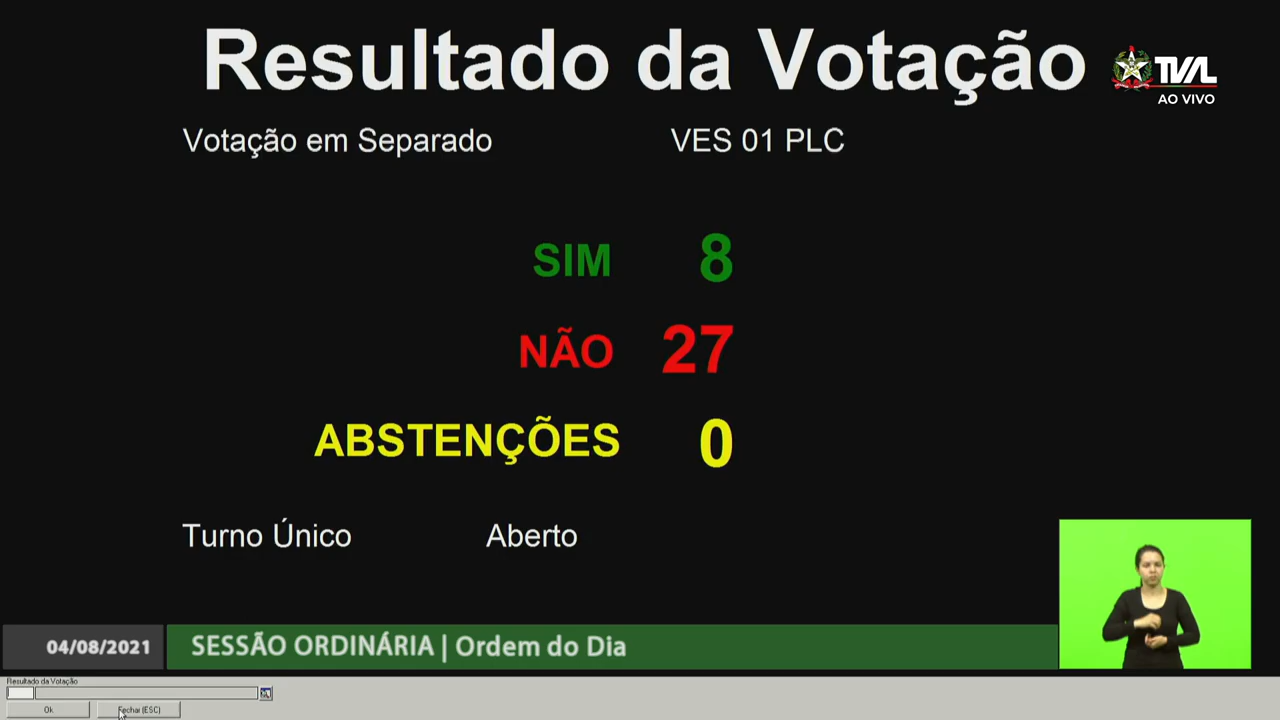 Resultado da Votação
TVAL
AO VIVO
Votação em Separado VES 01 PLC
SIM 8
NÃO 27
ABSTENÇÕES 0
Turno Único Aberto
04/08/2021 SESSÃO ORDINÁRIA | Ordem do Dia
Resultado da Votação
Ok Fechar (ESC)